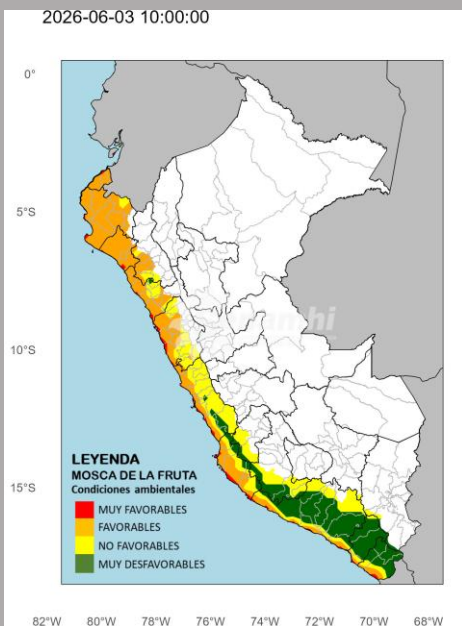 2026-06-03 10:00:00
0°
5°S
10°S
15°S
LEYENDA
MOSCA DE LA FRUTA
Condiciones ambientales
MUY FAVORABLES
FAVORABLES
NO FAVORABLES
MUY DESFAVORABLES
82°W 80°W 78°W 76°W 74°W 72°W 70°W 68°W